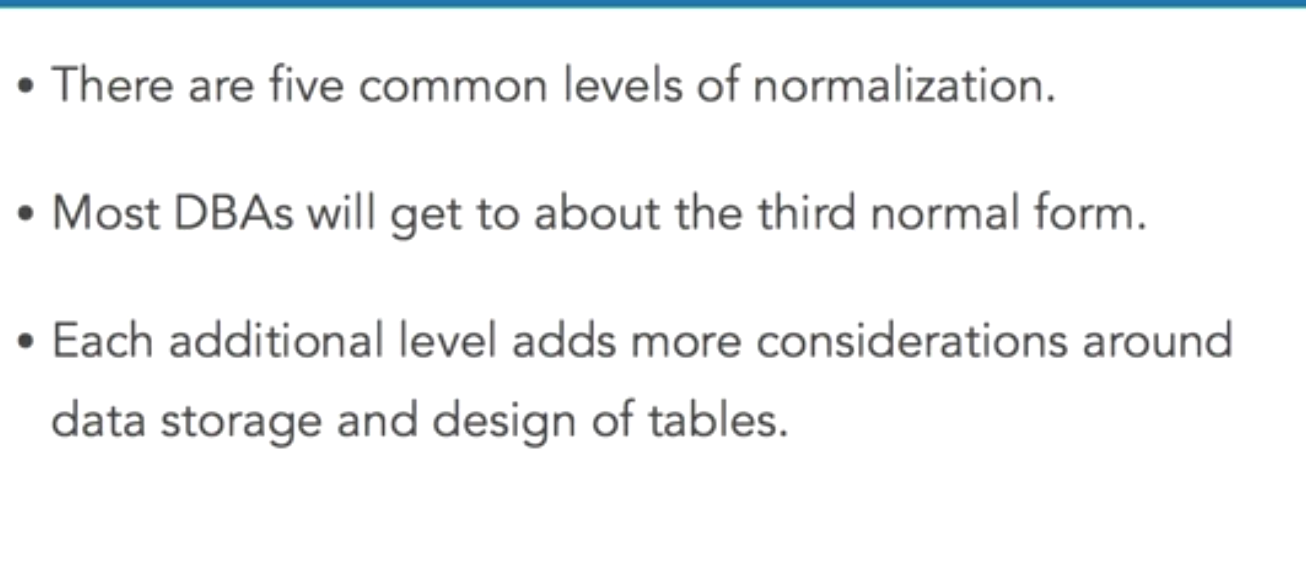 • There are five common levels of normalization.
• Most DBAs will get to about the third normal form.
• Each additional level adds more considerations around
data storage and design of tables.